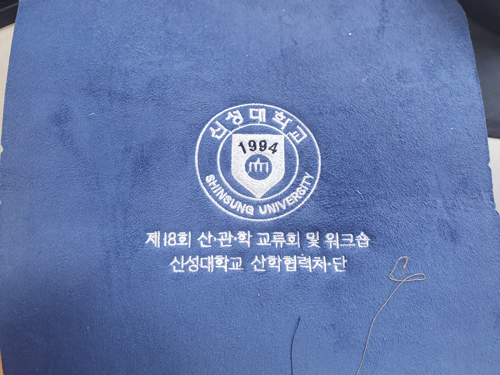 신성대학교
1994
SHINSUNG UNIVERSITY
제18회 산·관·학 교류회 및 워크숍
신성대학교 산학협력처·단